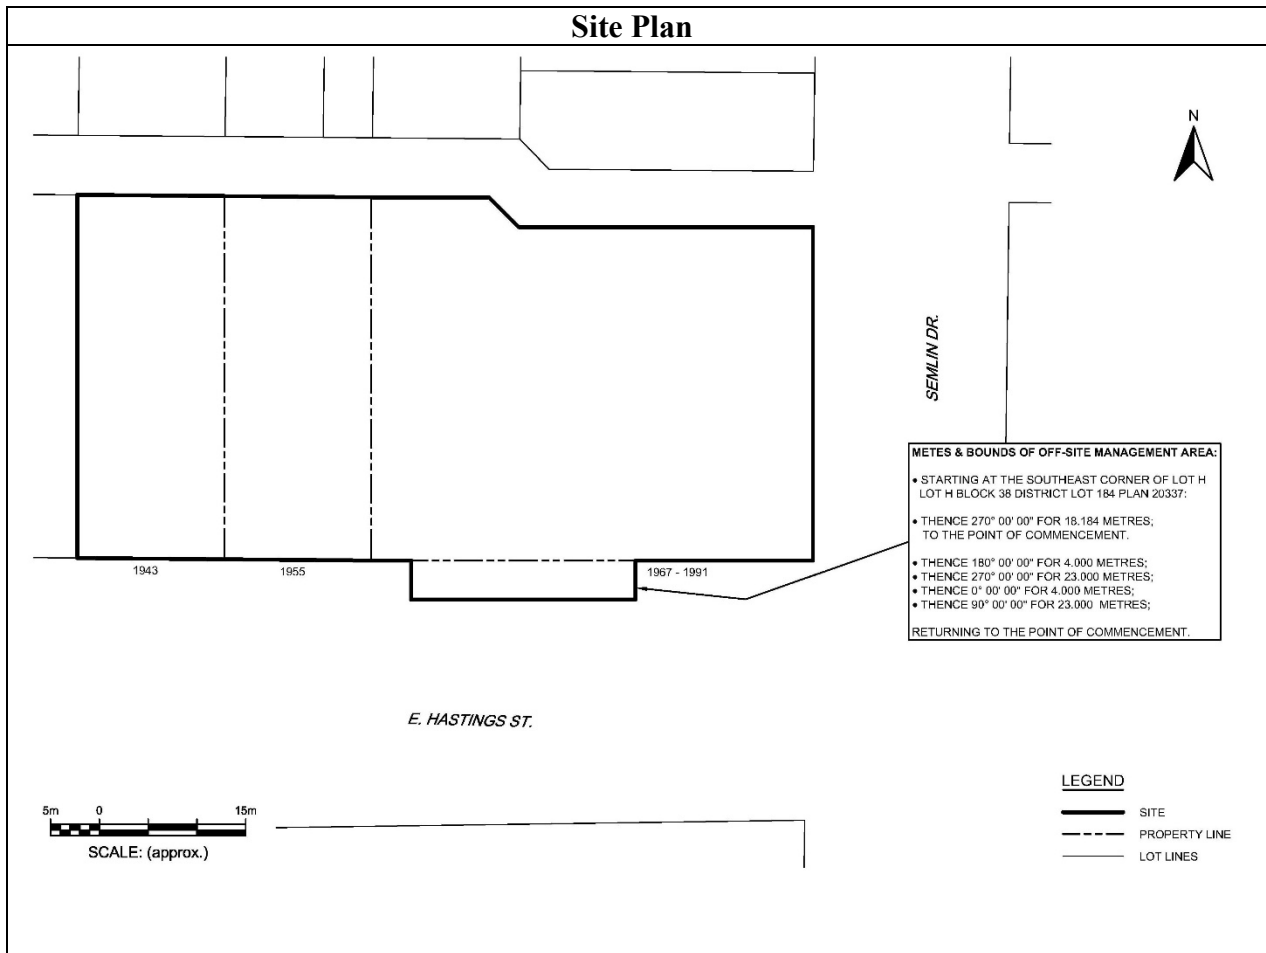 Site Plan
N
SEMLIN DR.
METES & BOUNDS OF OFF-SITE MANAGEMENT AREA:
• STARTING AT THE SOUTHEAST CORNER OF LOT H
LOT H BLOCK 38 DISTRICT LOT 184 PLAN 20337:
• THENCE 270° 00' 00" FOR 18.184 METRES;
TO THE POINT OF COMMENCEMENT.
• THENCE 180° 00' 00" FOR 4.000 METRES;
• THENCE 270° 00' 00" FOR 23.000 METRES;
• THENCE 0° 00' 00" FOR 4.000 METRES;
• THENCE 90° 00' 00" FOR 23.000 METRES;
RETURNING TO THE POINT OF COMMENCEMENT.
1943 1955 1967 - 1991
E. HASTINGS ST.
5m 0 15m
SCALE: (approx.)
LEGEND
SITE
PROPERTY LINE
LOT LINES